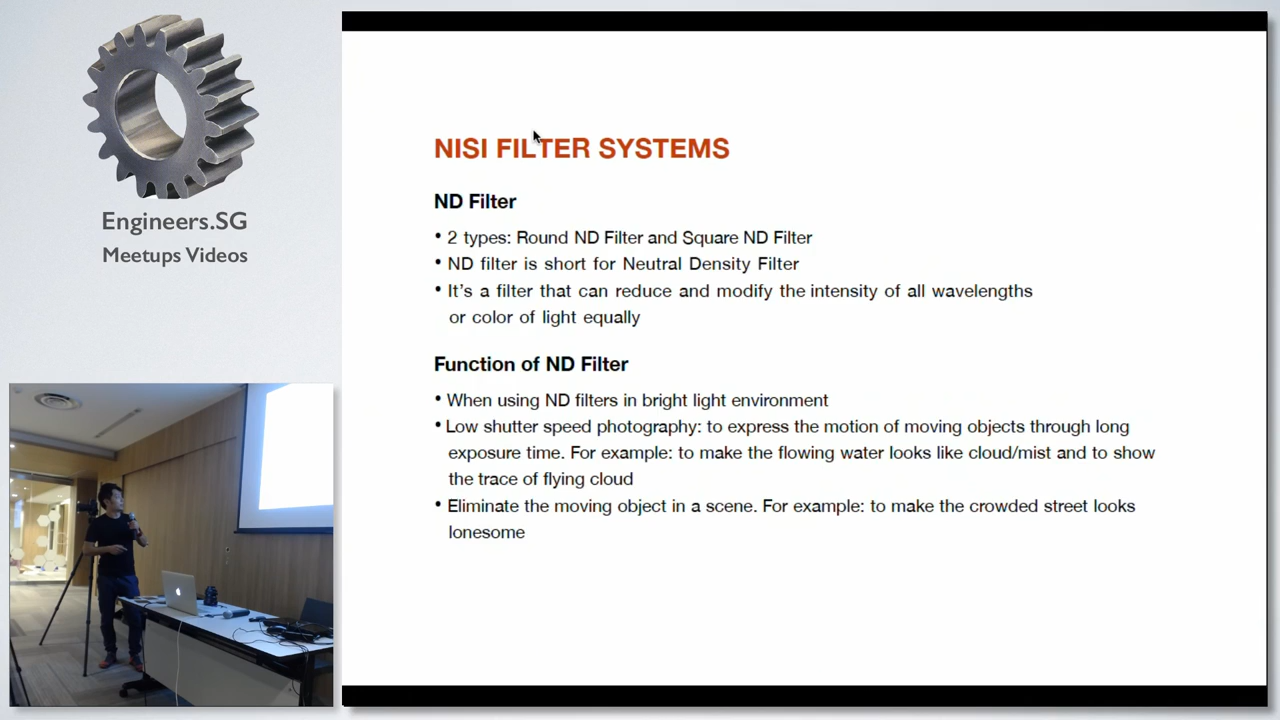 Engineers.SG
Meetups Videos
NISI FILTER SYSTEMS
ND Filter
• 2 types: Round ND Filter and Square ND Filter
• ND filter is short for Neutral Density Filter
• It's a filter that can reduce and modify the intensity of all wavelengths
or color of light equally
Function of ND Filter
• When using ND filters in bright light environment
• Low shutter speed photography: to express the motion of moving objects through long
exposure time. For example: to make the flowing water looks like cloud/mist and to show
the trace of flying cloud
• Eliminate the moving object in a scene. For example: to make the crowded street looks
lonesome